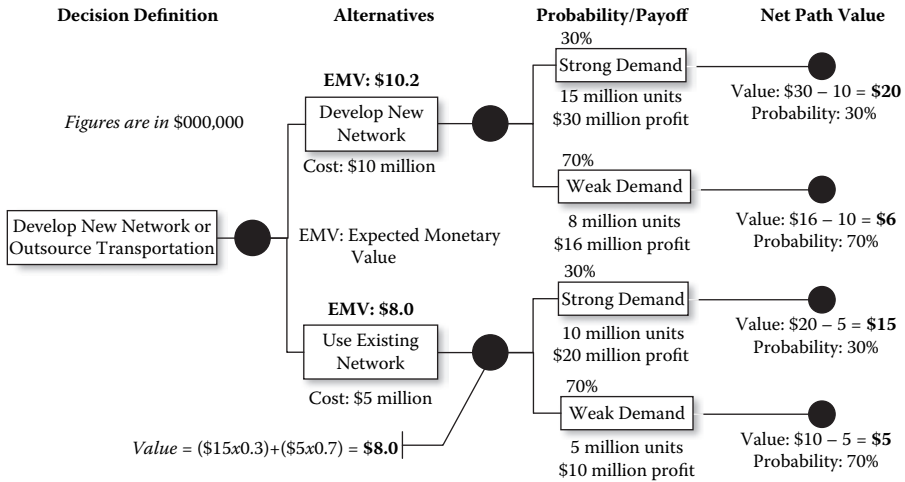 Decision Definition
Alternatives
Probability/Payoff
Net Path Value
Figures are in $000,000
Develop New Network or
Outsource Transportation
EMV: $10.2
Develop New
Network
Cost: $10 million
EMV: Expected Monetary
Value
EMV: $8.0
Use Existing
Network
Cost: $5 million
Value = ($15x0.3)+($5x0.7) = $8.0
30%
Strong Demand
15 million units
$30 million profit
70%
Weak Demand
8 million units
$16 million profit
30%
Strong Demand
10 million units
$20 million profit
70%
Weak Demand
5 million units
$10 million profit
Value: $30 – 10 = $20
Probability: 30%
Value: $16 – 10 = $6
Probability: 70%
Value: $20 – 5 = $15
Probability: 30%
Value: $10 – 5 = $5
Probability: 70%